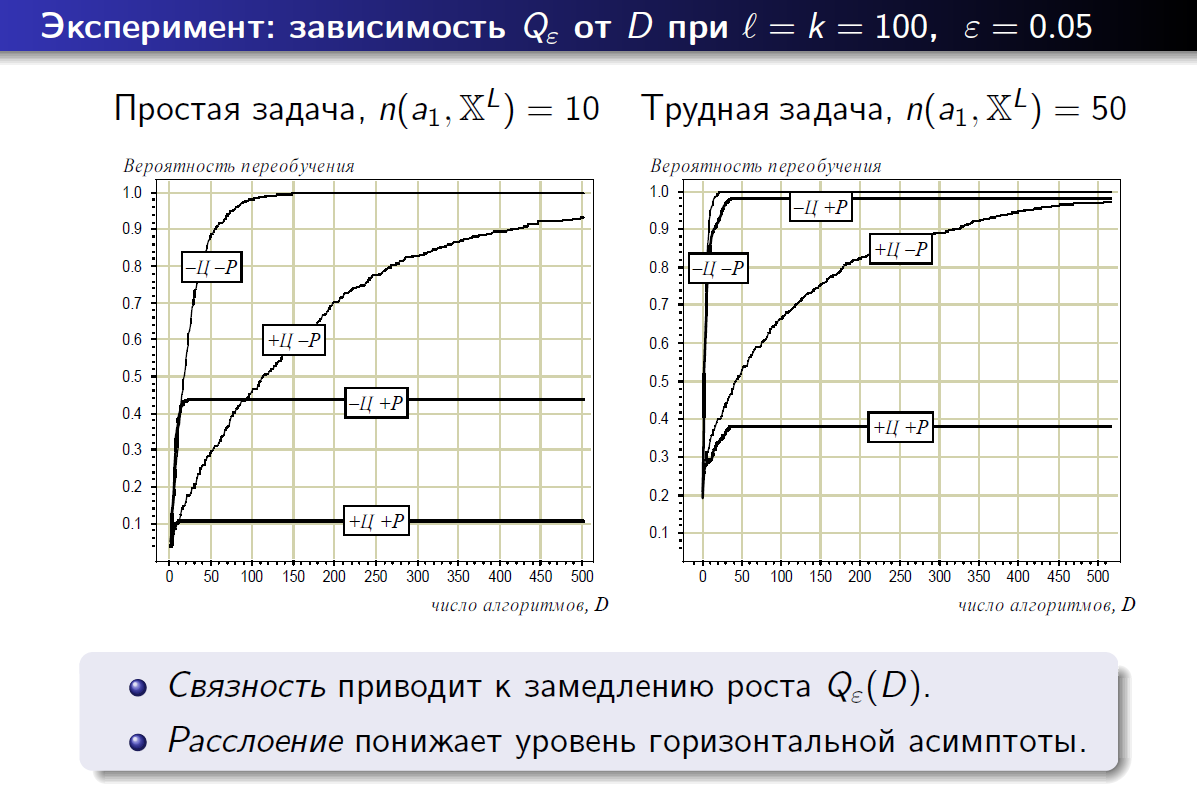 Эксперимент: зависимость Qε от D при ℓ = k = 100, ε = 0.05
Простая задача, n(a₁, 𝕏ᴸ) = 10
Вероятность переобучения
1.0
0.9
0.8
0.7
0.6
0.5
0.4
0.3
0.2
0.1
–Ц –Р
+Ц –Р
–Ц +Р
+Ц +Р
0 50 100 150 200 250 300 350 400 450 500
число алгоритмов, D
Трудная задача, n(a₁, 𝕏ᴸ) = 50
Вероятность переобучения
1.0
0.9
0.8
0.7
0.6
0.5
0.4
0.3
0.2
0.1
–Ц +Р
+Ц –Р
–Ц –Р
+Ц +Р
0 50 100 150 200 250 300 350 400 450 500
число алгоритмов, D
Связность приводит к замедлению роста Qε(D).
Расслоение понижает уровень горизонтальной асимптоты.